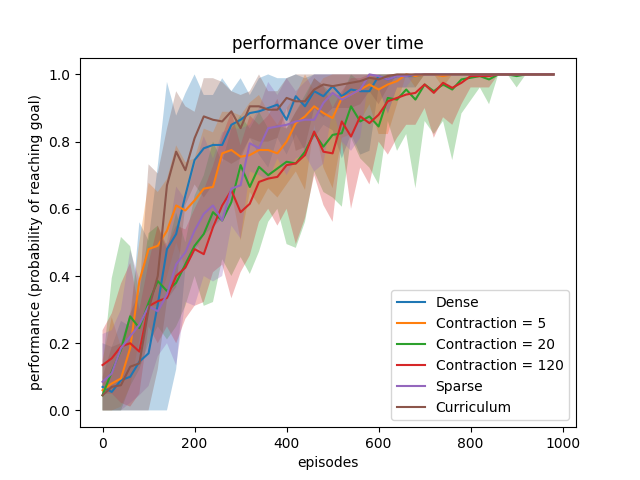 performance over time
performance (probability of reaching goal)
1.0
0.8
0.6
0.4
0.2
0.0
0
200
400
600
800
1000
episodes
Dense
Contraction = 5
Contraction = 20
Contraction = 120
Sparse
Curriculum